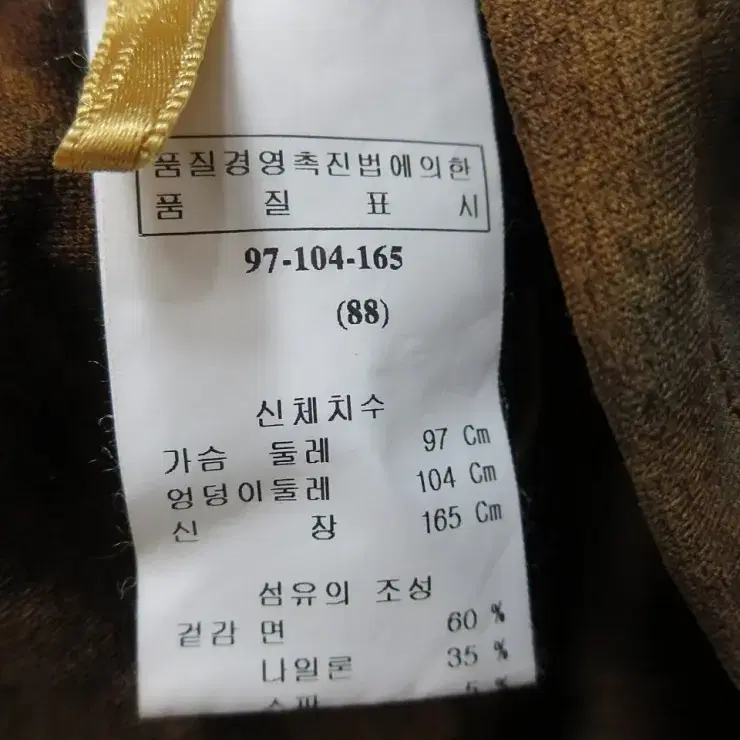 품질경영촉진법에의한
품 질 표 시
97-104-165
(88)
신체치수
가슴 둘레 97 Cm
엉덩이둘레 104 Cm
신 장 165 Cm
섬유의 조성
겉감 면 60 %
나일론 35 %